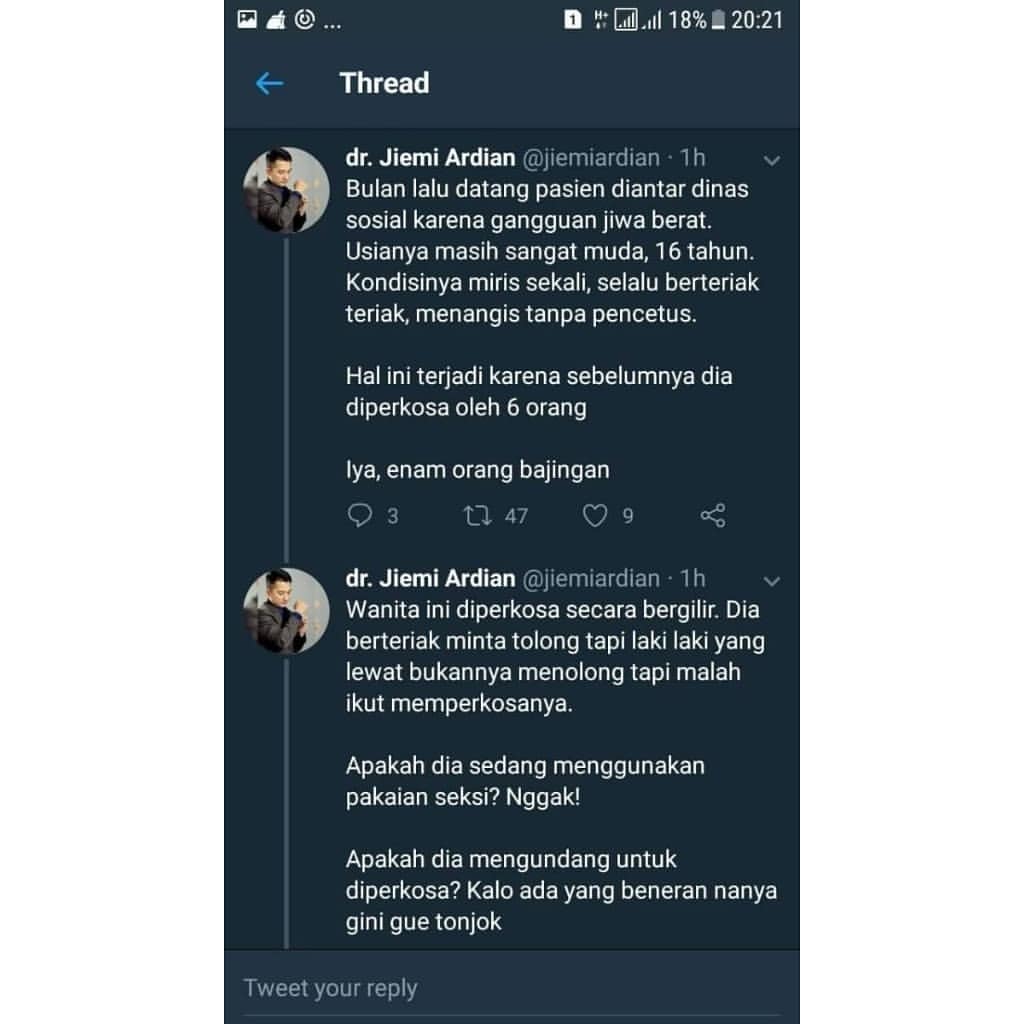 ... 1 H+ 18% 20:21
Thread
dr. Jiemi Ardian @jiemiardian · 1h
Bulan lalu datang pasien diantar dinas
sosial karena gangguan jiwa berat.
Usianya masih sangat muda, 16 tahun.
Kondisinya miris sekali, selalu berteriak
teriak, menangis tanpa pencetus.
Hal ini terjadi karena sebelumnya dia
diperkosa oleh 6 orang
Iya, enam orang bajingan
3 47 9
dr. Jiemi Ardian @jiemiardian · 1h
Wanita ini diperkosa secara bergilir. Dia
berteriak minta tolong tapi laki laki yang
lewat bukannya menolong tapi malah
ikut memperkosanya.
Apakah dia sedang menggunakan
pakaian seksi? Nggak!
Apakah dia mengundang untuk
diperkosa? Kalo ada yang beneran nanya
gini gue tonjok
Tweet your reply